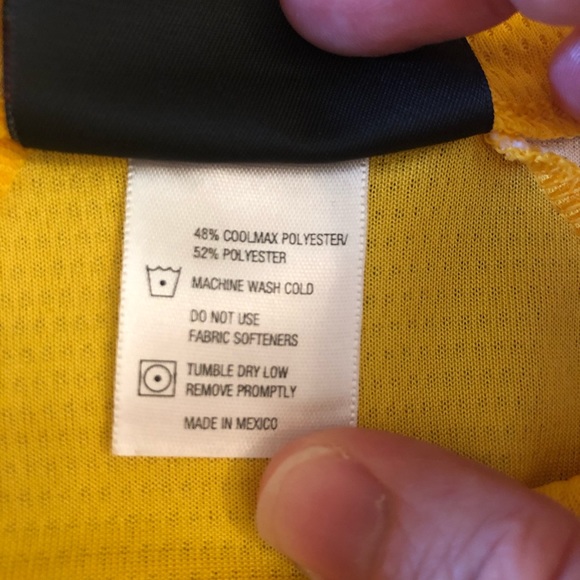 48% COOLMAX POLYESTER/
52% POLYESTER
MACHINE WASH COLD
DO NOT USE
FABRIC SOFTENERS
TUMBLE DRY LOW
REMOVE PROMPTLY
MADE IN MEXICO